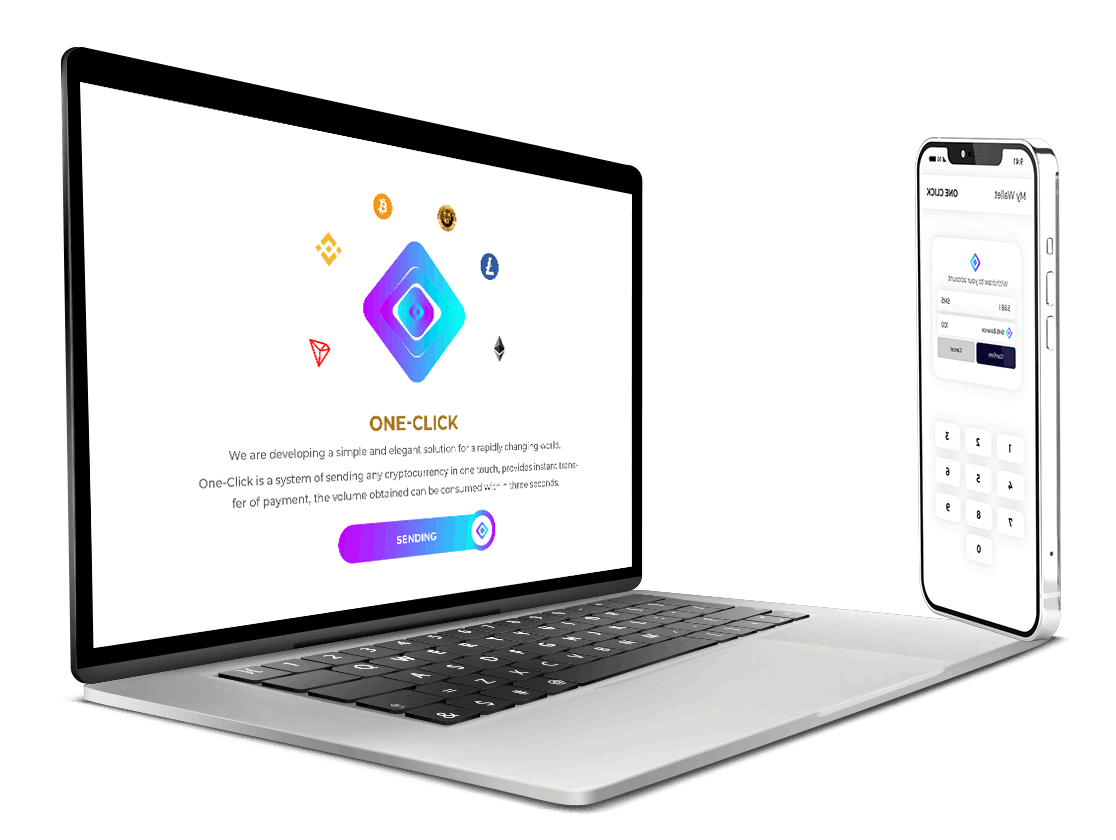 ONE-CLICK
We are developing a simple and elegant solution for a rapidly changing world.
One-Click is a system of sending any cryptocurrency in one touch, provides instant trans-
fer of payment, the volume obtained can be consumed within three seconds.
SENDING
9:41
My Wallet ONE CLICK
Withdraw to your account
SMS
SMS Balance 100
Confirm Cancel
1 2 3
4 5 6
7 8 9
0